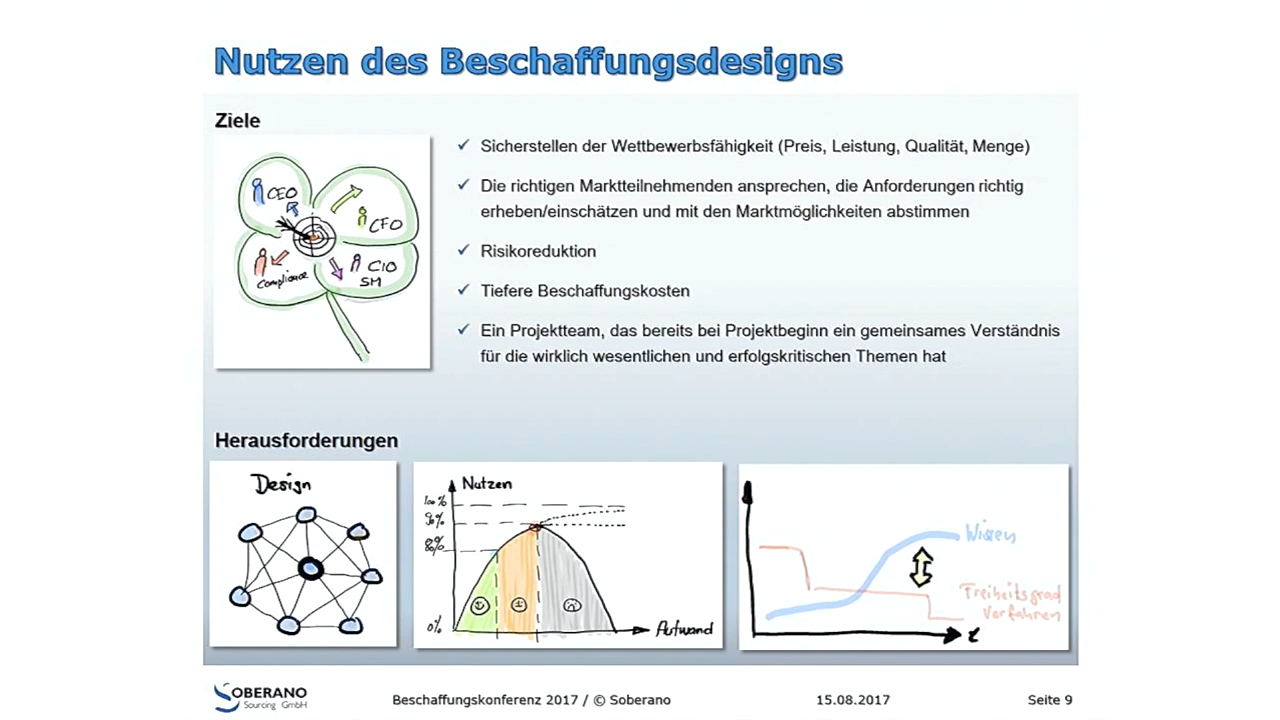 Nutzen des Beschaffungsdesigns
Ziele
CEO
CFO
Compliance
CIO
SM
Sicherstellen der Wettbewerbsfähigkeit (Preis, Leistung, Qualität, Menge)
Die richtigen Marktteilnehmenden ansprechen, die Anforderungen richtig
erheben/einschätzen und mit den Marktmöglichkeiten abstimmen
Risikoreduktion
Tiefere Beschaffungskosten
Ein Projektteam, das bereits bei Projektbeginn ein gemeinsames Verständnis
für die wirklich wesentlichen und erfolgskritischen Themen hat
Herausforderungen
Design
Nutzen
100%
90%
80%
0%
Aufwand
Wissen
Freiheitsgrad
Verfahren
t
SOBERANO
Sourcing GmbH
Beschaffungskonferenz 2017 / © Soberano
15.08.2017
Seite 9